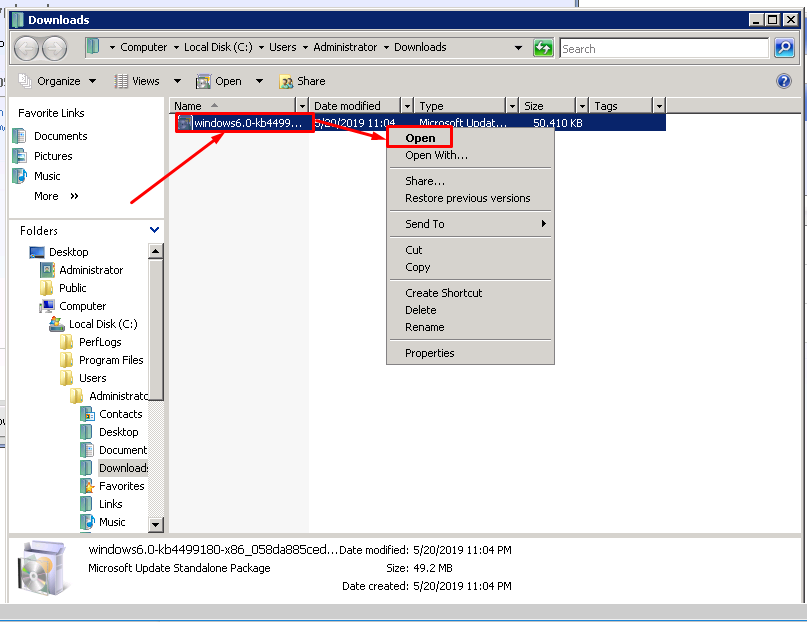 Downloads
Computer Local Disk (C:) Users Administrator Downloads Search
Organize Views Open Share
Name Date modified Type Size Tags
windows6.0-kb4499... 5/20/2019 11:04 Microsoft Updat... 50,410 KB
Favorite Links
Documents
Pictures
Music
More »
Folders
Desktop
Administrator
Public
Computer
Local Disk (C:)
PerfLogs
Program Files
Users
Administrato
Contacts
Desktop
Document
Downloads
Favorites
Links
Music
Open
Open With...
Share...
Restore previous versions
Send To
Cut
Copy
Create Shortcut
Delete
Rename
Properties
windows6.0-kb4499180-x86_058da885ced... Date modified: 5/20/2019 11:04 PM
Microsoft Update Standalone Package Size: 49.2 MB
Date created: 5/20/2019 11:04 PM